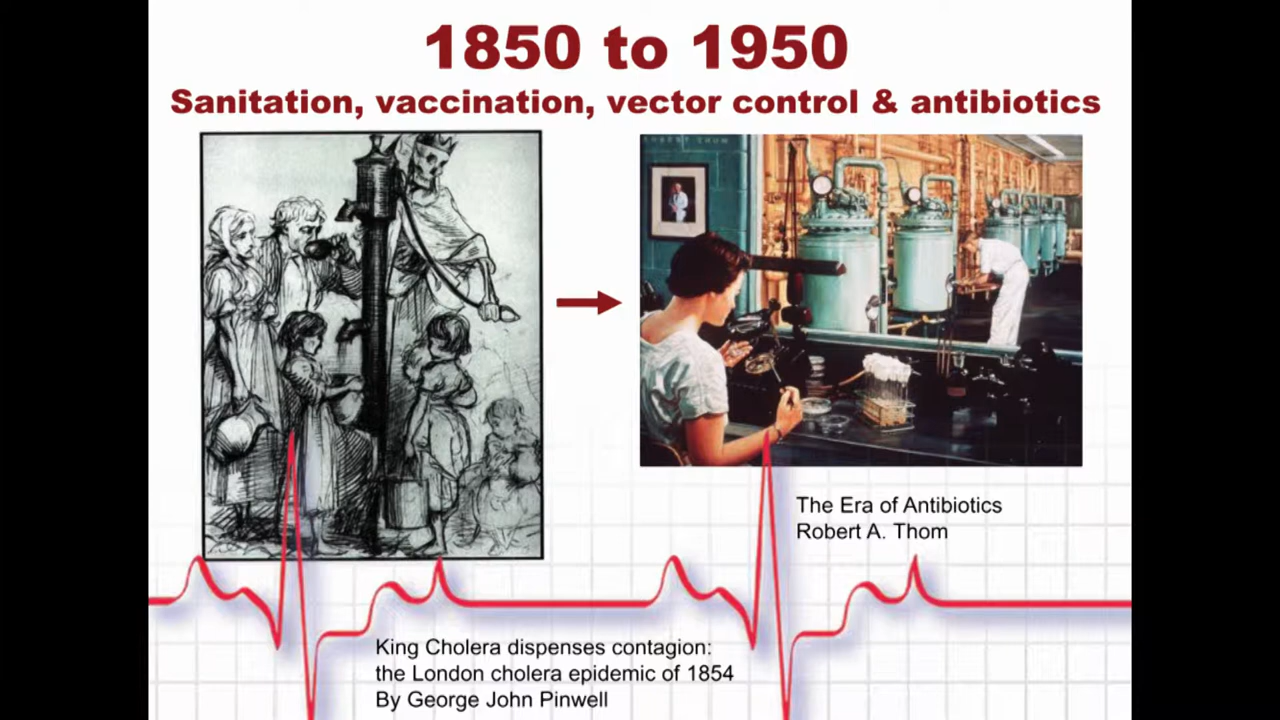 1850 to 1950
Sanitation, vaccination, vector control & antibiotics
The Era of Antibiotics
Robert A. Thom
King Cholera dispenses contagion:
the London cholera epidemic of 1854
By George John Pinwell